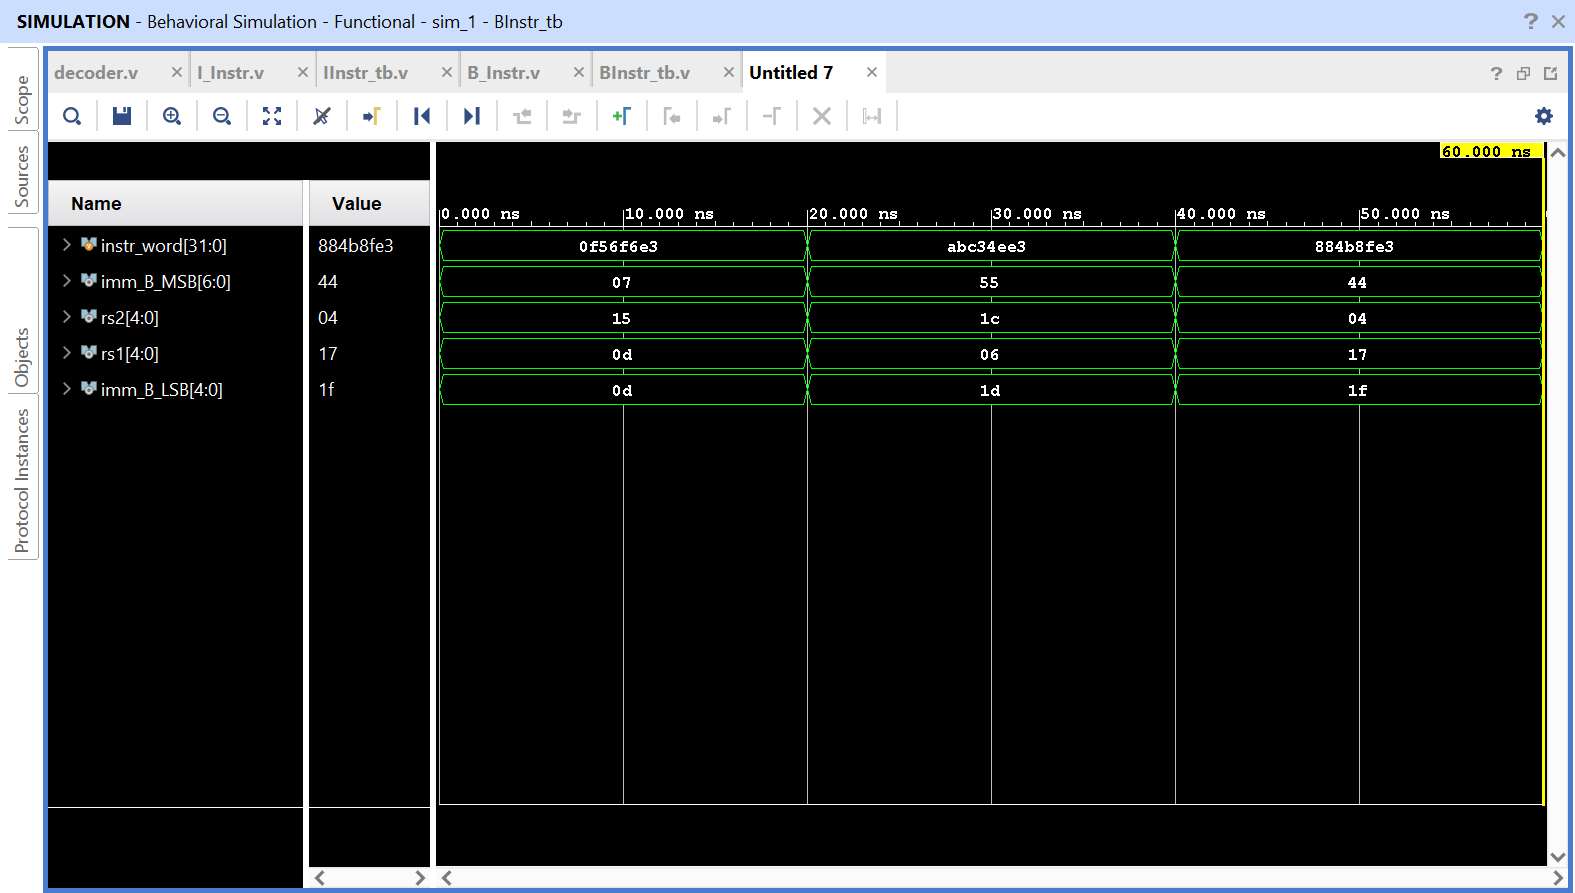 SIMULATION - Behavioral Simulation - Functional - sim_1 - BInstr_tb
decoder.v I_Instr.v IInstr_tb.v B_Instr.v BInstr_tb.v Untitled 7
Scope
Sources
Objects
Protocol Instances
60.000 ns
Name Value
0.000 ns 10.000 ns 20.000 ns 30.000 ns 40.000 ns 50.000 ns
instr_word[31:0] 884b8fe3 0f56f6e3 abc34ee3 884b8fe3
imm_B_MSB[6:0] 44 07 55 44
rs2[4:0] 04 15 1c 04
rs1[4:0] 17 0d 06 17
imm_B_LSB[4:0] 1f 0d 1d 1f